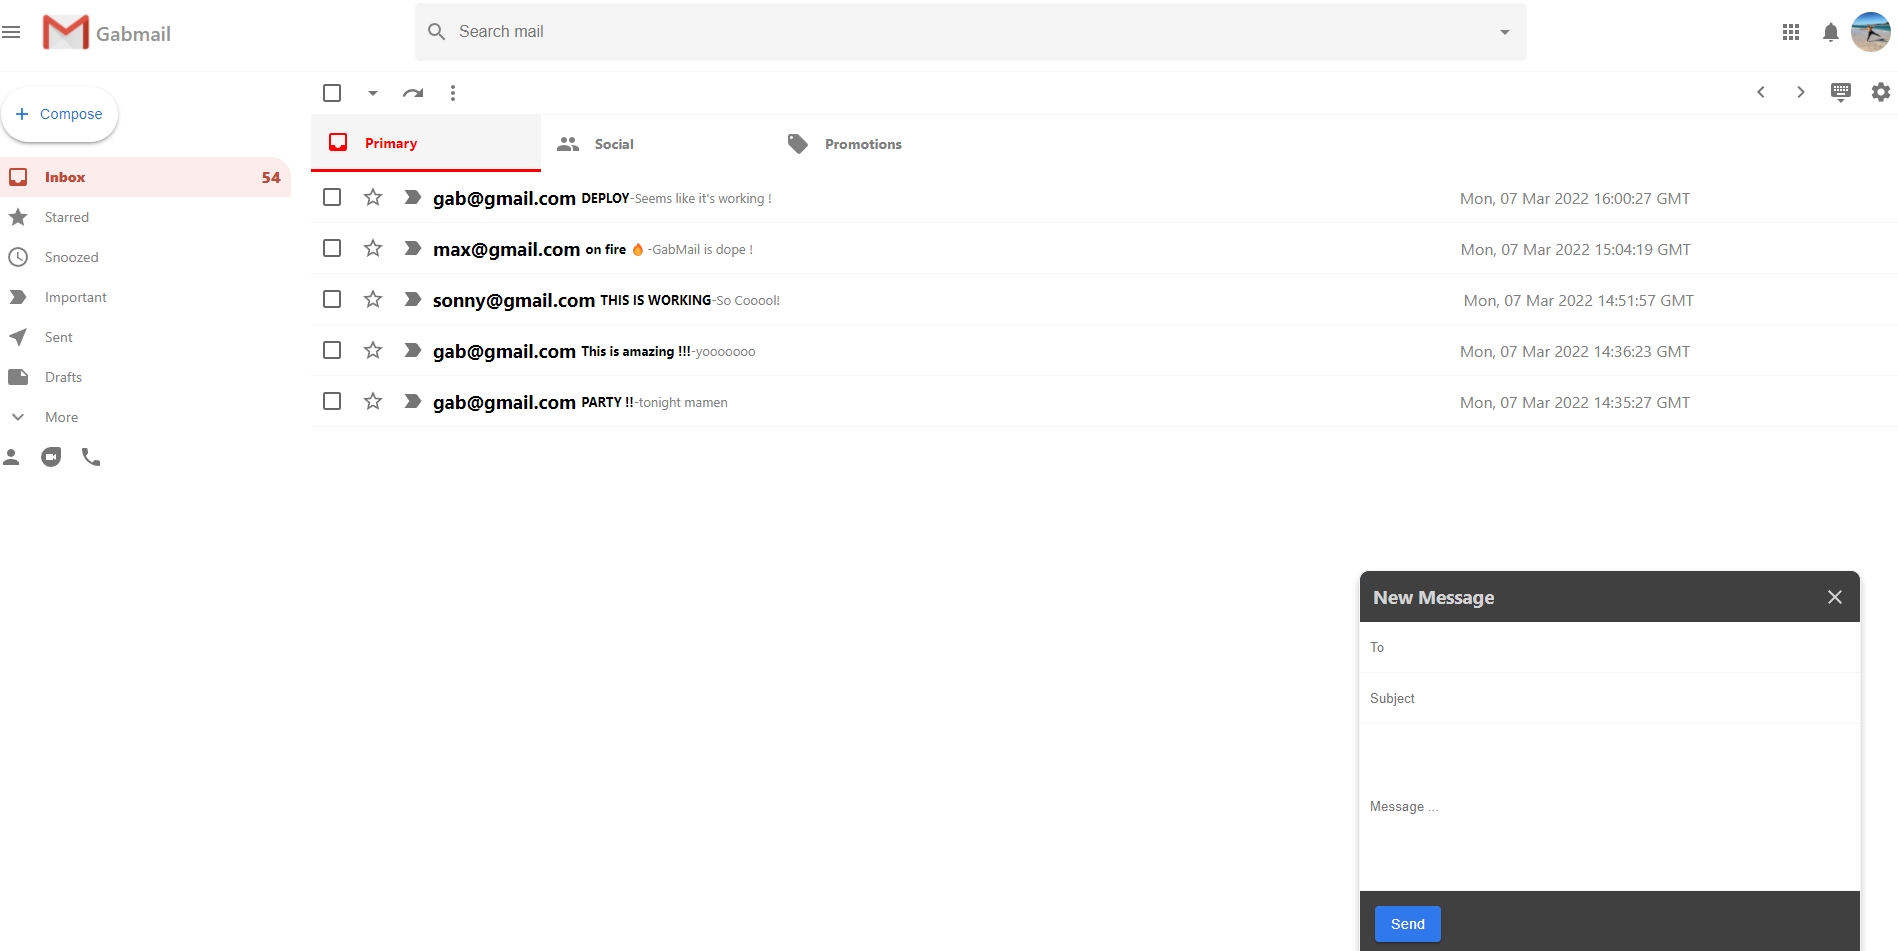 Gabmail
Search mail
Compose
Inbox 54
Starred
Snoozed
Important
Sent
Drafts
More
Primary Social Promotions
gab@gmail.com DEPLOY-Seems like it's working ! Mon, 07 Mar 2022 16:00:27 GMT
max@gmail.com on fire 🔥 -GabMail is dope ! Mon, 07 Mar 2022 15:04:19 GMT
sonny@gmail.com THIS IS WORKING-So Cooool! Mon, 07 Mar 2022 14:51:57 GMT
gab@gmail.com This is amazing !!!-yooooooo Mon, 07 Mar 2022 14:36:23 GMT
gab@gmail.com PARTY !!-tonight mamen Mon, 07 Mar 2022 14:35:27 GMT
New Message
To
Subject
Message ...
Send